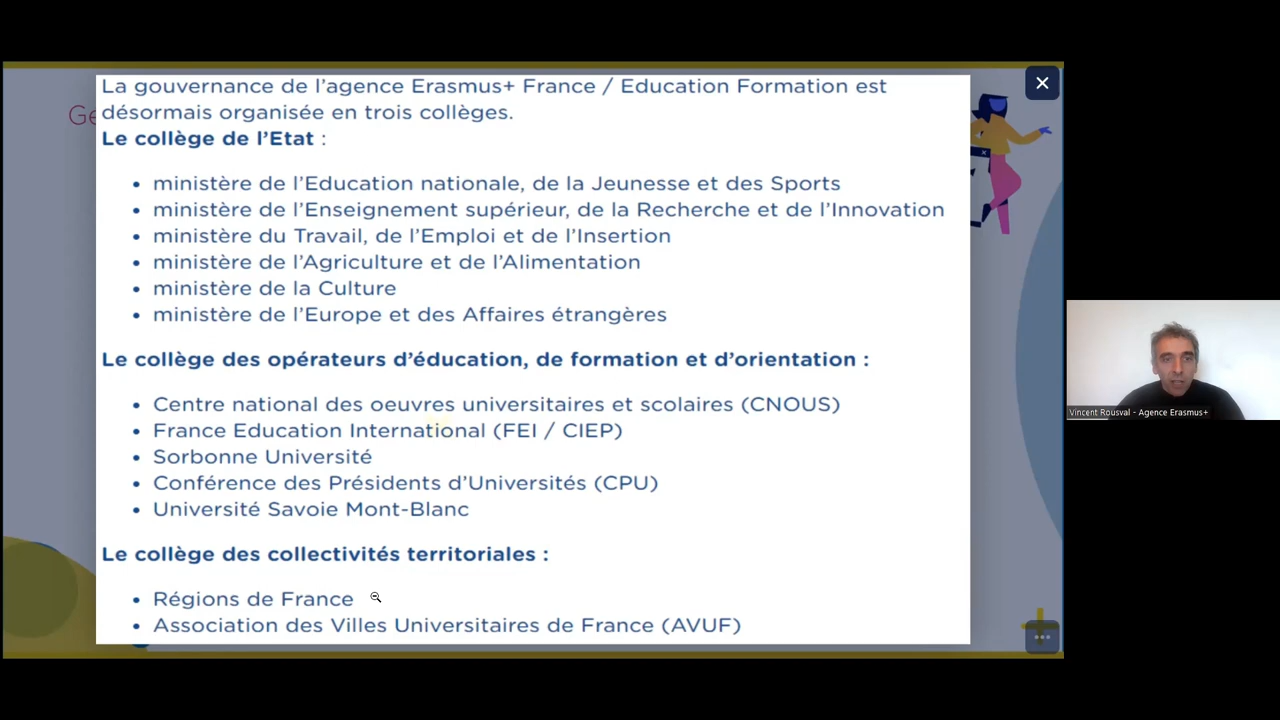 La gouvernance de l'agence Erasmus+ France / Education Formation est
désormais organisée en trois collèges.
Le collège de l'Etat :
• ministère de l'Education nationale, de la Jeunesse et des Sports
• ministère de l'Enseignement supérieur, de la Recherche et de l'Innovation
• ministère du Travail, de l'Emploi et de l'Insertion
• ministère de l'Agriculture et de l'Alimentation
• ministère de la Culture
• ministère de l'Europe et des Affaires étrangères
Le collège des opérateurs d'éducation, de formation et d'orientation :
• Centre national des oeuvres universitaires et scolaires (CNOUS)
• France Education International (FEI / CIEP)
• Sorbonne Université
• Conférence des Présidents d'Universités (CPU)
• Université Savoie Mont-Blanc
Le collège des collectivités territoriales :
• Régions de France
• Association des Villes Universitaires de France (AVUF)
Vincent Rousval - Agence Erasmus+